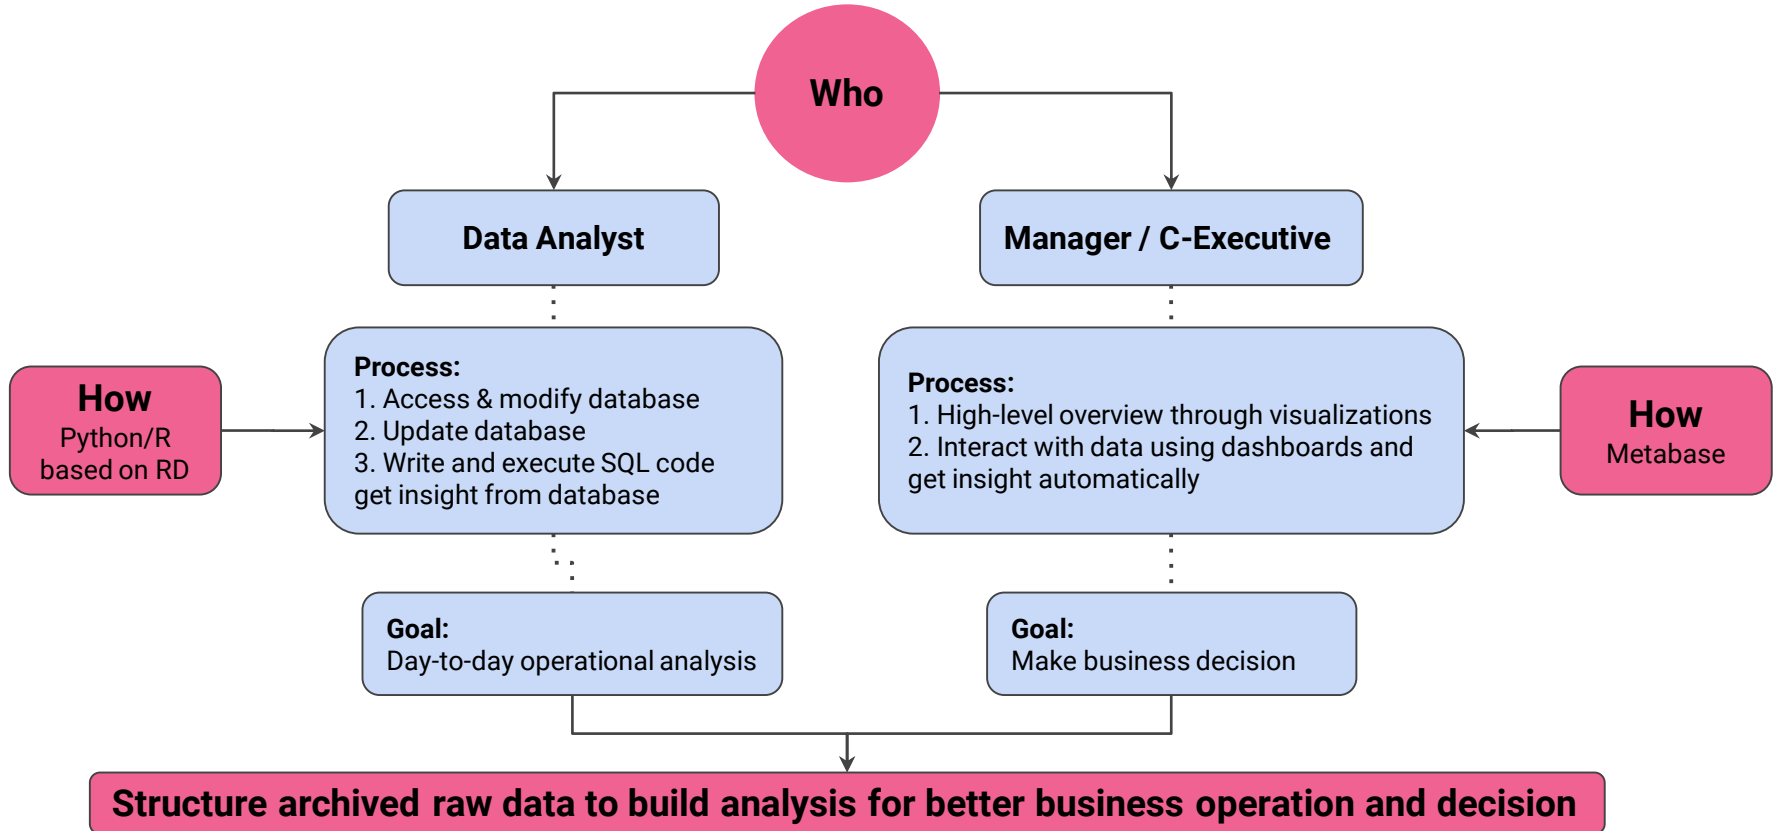 Who
Data Analyst
Manager / C-Executive
How
Python/R
based on RD
Process:
1. Access & modify database
2. Update database
3. Write and execute SQL code
get insight from database
Process:
1. High-level overview through visualizations
2. Interact with data using dashboards and
get insight automatically
How
Metabase
Goal:
Day-to-day operational analysis
Goal:
Make business decision
Structure archived raw data to build analysis for better business operation and decision